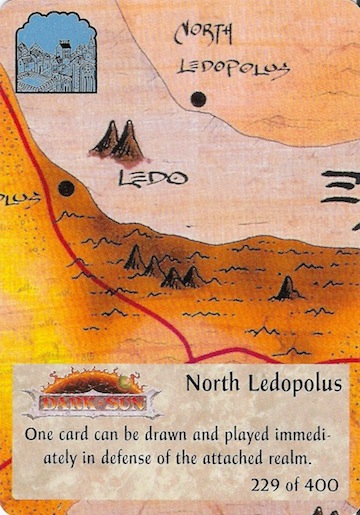 NORTH
LEDOPOLUS
LEDO
POLUS
DARK SUN
North Ledopolus
One card can be drawn and played immedi-
ately in defense of the attached realm.
229 of 400